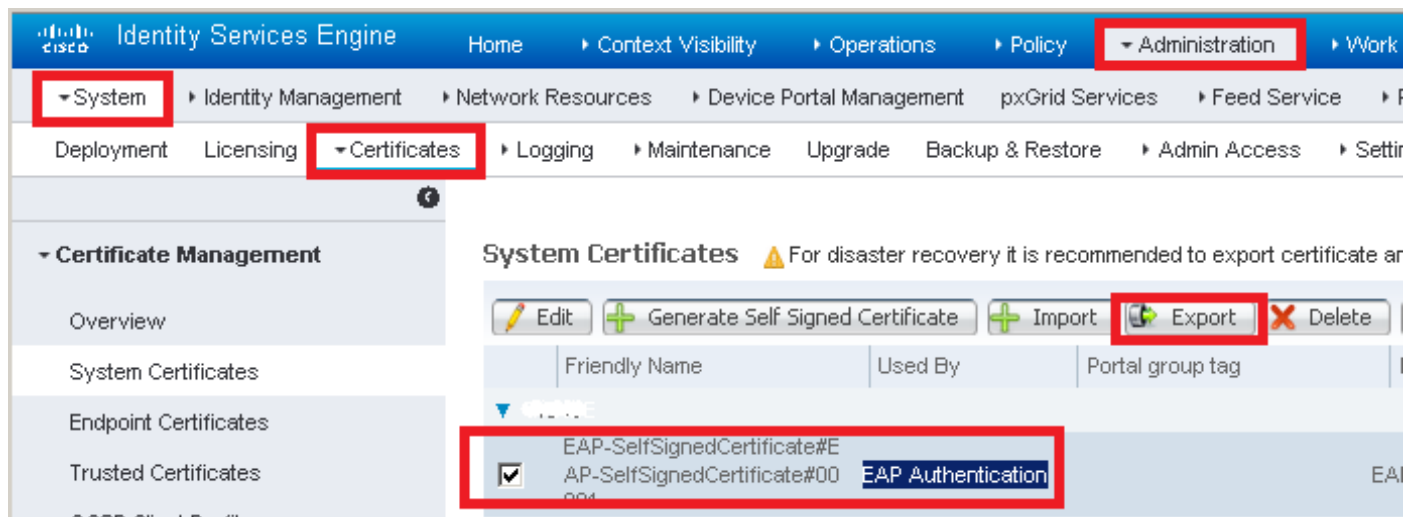 cisco Identity Services Engine Home Context Visibility Operations Policy Administration Work
System Identity Management Network Resources Device Portal Management pxGrid Services Feed Service
Deployment Licensing Certificates Logging Maintenance Upgrade Backup & Restore Admin Access
Certificate Management
System Certificates For disaster recovery it is recommended to export certificate
Overview
Edit Generate Self Signed Certificate Import Export Delete
System Certificates
Friendly Name Used By Portal group tag
Endpoint Certificates
EAP-SelfSignedCertificate#E
Trusted Certificates
AP-SelfSignedCertificate#00 EAP Authentication